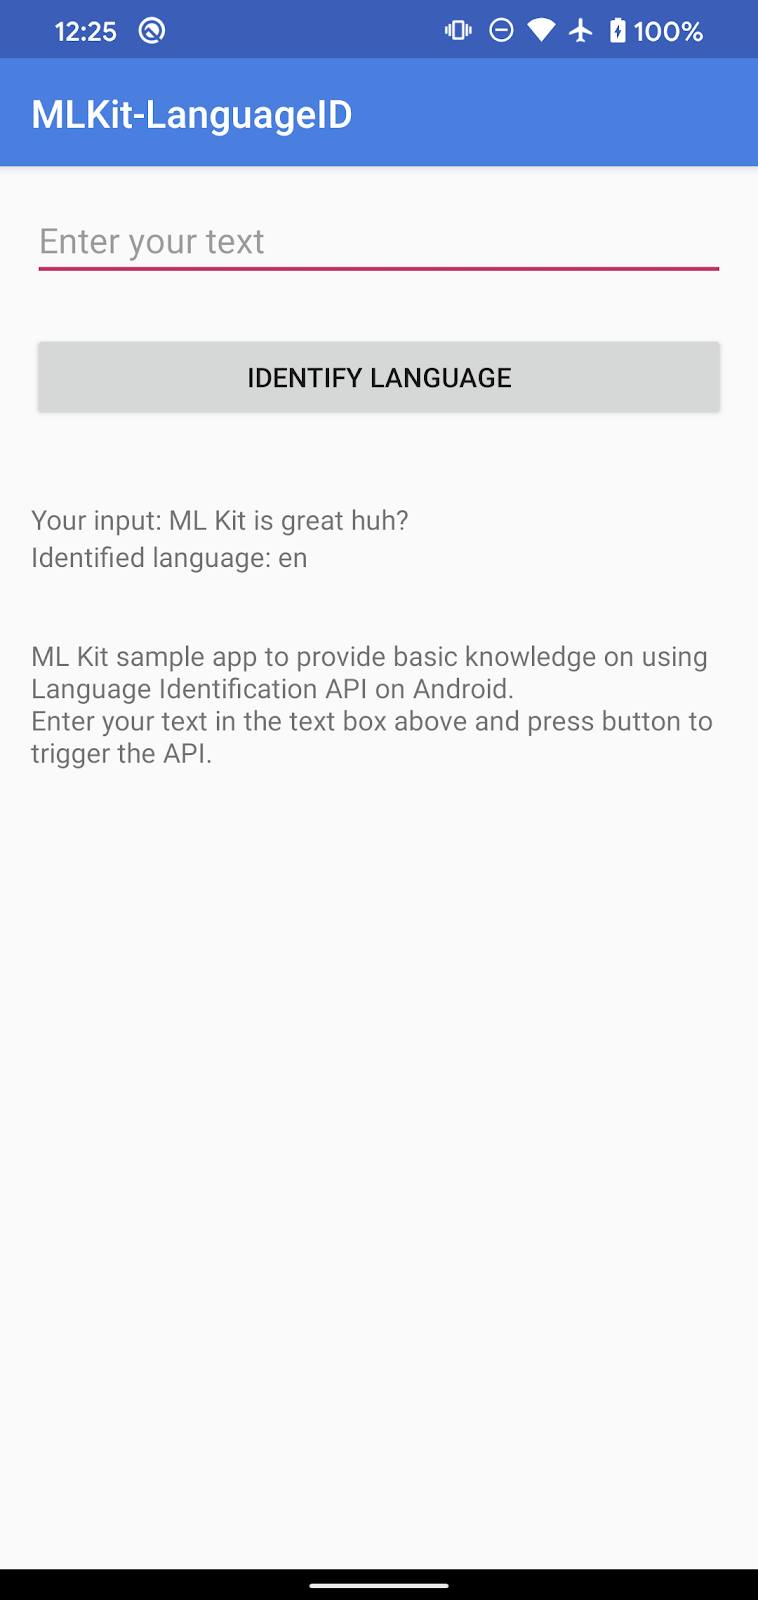 12:25 100%
MLKit-LanguageID
Enter your text
IDENTIFY LANGUAGE
Your input: ML Kit is great huh?
Identified language: en
ML Kit sample app to provide basic knowledge on using
Language Identification API on Android.
Enter your text in the text box above and press button to
trigger the API.